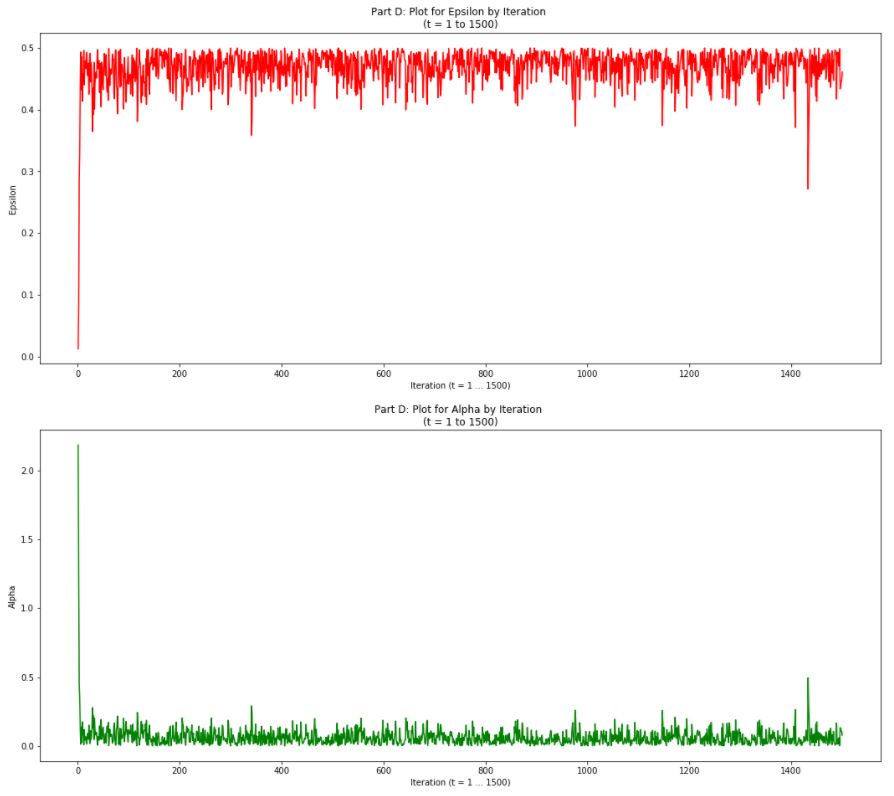 Part D: Plot for Epsilon by Iteration
(t = 1 to 1500)
0.5
0.4
0.3
0.2
0.1
0.0
Epsilon
0 200 400 600 800 1000 1200 1400
Iteration (t = 1 ... 1500)
Part D: Plot for Alpha by Iteration
(t = 1 to 1500)
2.0
1.5
1.0
0.5
0.0
Alpha
0 200 400 600 800 1000 1200 1400
Iteration (t = 1 ... 1500)